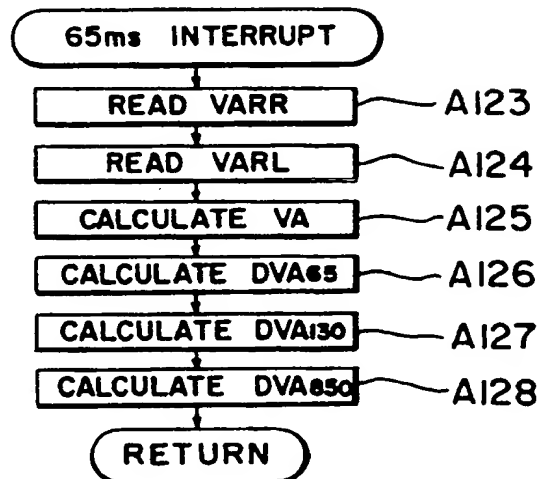 65ms INTERRUPT
READ VARR A123
READ VARL A124
CALCULATE VA A125
CALCULATE DVA65 A126
CALCULATE DVA130 A127
CALCULATE DVA850 A128
RETURN